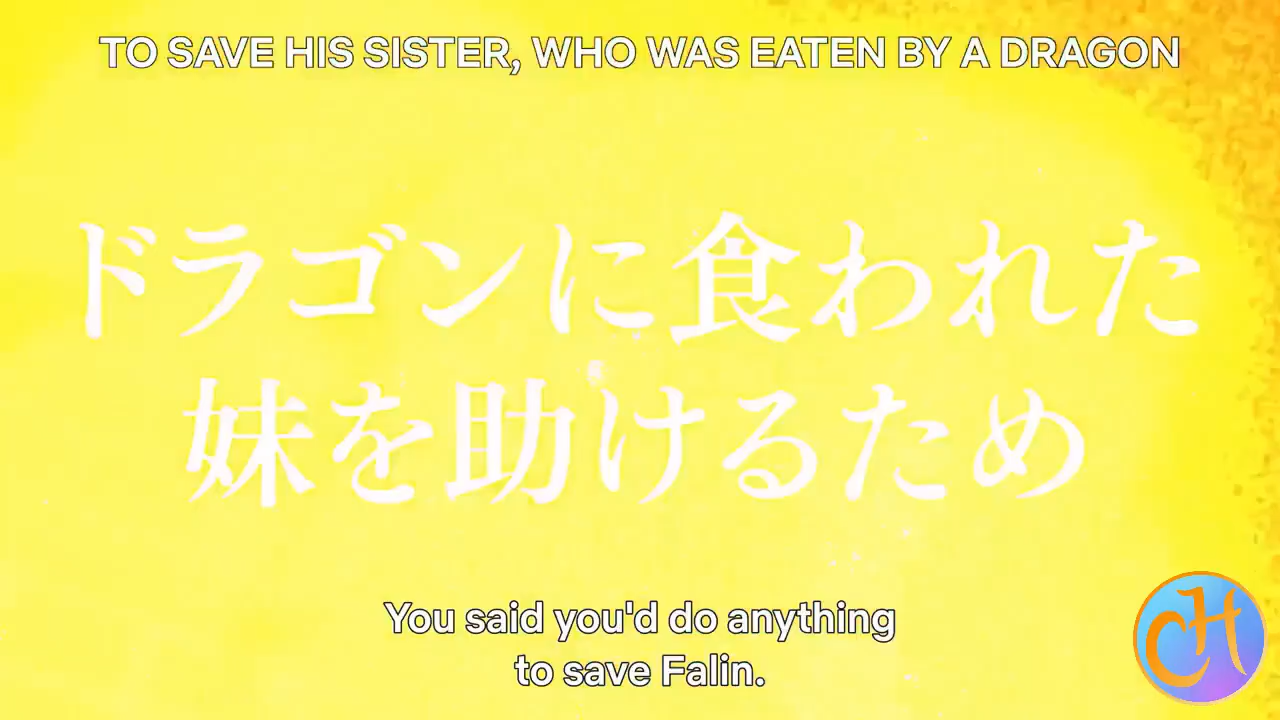 TO SAVE HIS SISTER, WHO WAS EATEN BY A DRAGON
ドラゴンに食われた
妹を助けるため
You said you'd do anything
to save Falin.
CH